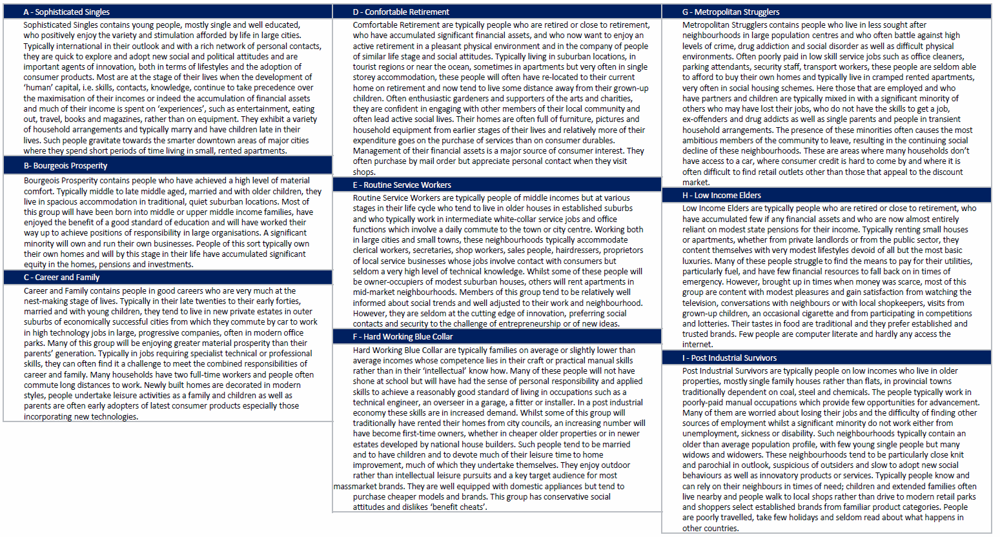 A - Sophisticated Singles
Sophisticated Singles contains young people, mostly single and well educated,
who positively enjoy the variety and stimulation afforded by life in large cities.
Typically international in their outlook and with a rich network of personal contacts,
they are quick to explore and adopt new social and political attitudes and are
important agents of innovation, both in terms of lifestyles and the adoption of
consumer products. Most are at the stage of their lives when the development of
‘human’ capital, i.e. skills, contacts, knowledge, continue to take precedence over
the maximisation of their incomes or indeed the accumulation of financial assets
and much of their income is spent on ‘experiences’, such as entertainment, eating
out, travel, books and magazines, rather than on equipment. They exhibit a variety
of household arrangements and typically marry and have children late in their
lives. Such people gravitate towards the smarter downtown areas of major cities
where they spend short periods of time living in small, rented apartments.
B- Bourgeois Prosperity
Bourgeois Prosperity contains people who have achieved a high level of material
comfort. Typically middle to late middle aged, married and with older children, they
live in spacious accommodation in traditional, quiet suburban locations. Most of
this group will have been born into middle or upper middle income families, have
enjoyed the benefit of a good standard of education and will have worked their
way up to achieve positions of responsibility in large organisations. A significant
minority will own and run their own businesses. People of this sort typically own
their own homes and will by this stage in their life have accumulated significant
equity in the homes, pensions and investments.
C - Career and Family
Career and Family contains people in good careers who are very much at the
nest-making stage of lives. Typically in their late twenties to their early forties,
married and with young children, they tend to live in new private estates in outer
suburbs of economically successful cities from which they commute by car to work
in high technology jobs in large, progressive companies, often in modern office
parks. Many of this group will be enjoying greater material prosperity than their
parents’ generation. Typically in jobs requiring specialist technical or professional
skills, they can often find it a challenge to meet the combined responsibilities of
career and family. Many households have two full-time workers and people often
commute long distances to work. Newly built homes are decorated in modern
styles, people undertake leisure activities as a family and children as well as
parents are often early adopters of latest consumer products especially those
incorporating new technologies.
D - Confortable Retirement
Comfortable Retirement are typically people who are retired or close to retirement,
who have accumulated significant financial assets, and who now want to enjoy an
active retirement in a pleasant physical environment and in the company of people
of similar life stage and social attitudes. Typically living in suburban locations, in
tourist regions or near the ocean, sometimes in apartments but very often in single
storey accommodation, these people will often have re-located to their current
home on retirement and now tend to live some distance away from their grown-up
children. Often enthusiastic gardeners and supporters of the arts and charities,
they are confident in engaging with other members of their local community and
often lead active social lives. Their homes are often full of furniture, pictures and
household equipment from earlier stages of their lives and relatively more of their
expenditure goes on the purchase of services than on consumer durables.
Management of their financial assets is a major source of consumer interest. They
often purchase by mail order but appreciate personal contact when they visit
shops.
E - Routine Service Workers
Routine Service Workers are typically people of middle incomes but at various
stages in their life cycle who tend to live in older houses in established suburbs
and who typically work in intermediate white-collar service jobs and office
functions which involve a daily commute to the town or city centre. Working both
in large cities and small towns, these neighbourhoods typically accommodate
clerical workers, secretaries, shop workers, sales people, hairdressers, proprietors
of local service businesses whose jobs involve contact with consumers but
seldom a very high level of technical knowledge. Whilst some of these people will
be owner-occupiers of modest suburban houses, others will rent apartments in
mid-market neighbourhoods. Members of this group tend to be relatively well
informed about social trends and well adjusted to their work and neighbourhood.
However, they are seldom at the cutting edge of innovation, preferring social
contacts and security to the challenge of entrepreneurship or of new ideas.
F - Hard Working Blue Collar
Hard Working Blue Collar are typically families on average or slightly lower than
average incomes whose competence lies in their craft or practical manual skills
rather than in their ‘intellectual’ know how. Many of these people will not have
shone at school but will have had the sense of personal responsibility and applied
skills to achieve a reasonably good standard of living in occupations such as a
technical engineer, an overseer in a garage, a fitter or installer. In a post industrial
economy these skills are in increased demand. Whilst some of this group will
traditionally have rented their homes from city councils, an increasing number will
have become first-time owners, whether in cheaper older properties or in newer
estates developed by national house builders. Such people tend to be married
and to have children and to devote much of their leisure time to home
improvement, much of which they undertake themselves. They enjoy outdoor
rather than intellectual leisure pursuits and a key target audience for most
massmarket brands. They are well equipped with domestic appliances but tend to
purchase cheaper models and brands. This group has conservative social
attitudes and dislikes ‘benefit cheats’.
G - Metropolitan Strugglers
Metropolitan Strugglers contains people who live in less sought after
neighbourhoods in large population centres and who often battle against high
levels of crime, drug addiction and social disorder as well as difficult physical
environments. Often poorly paid in low skill service jobs such as office cleaners,
parking attendants, security staff, transport workers, these people are seldom able
to afford to buy their own homes and typically live in cramped rented apartments,
very often in social housing schemes. Here those that are employed and who
have partners and children are typically mixed in with a significant minority of
others who may have lost their jobs, who do not have the skills to get a job,
ex-offenders and drug addicts as well as single parents and people in transient
household arrangements. The presence of these minorities often causes the most
ambitious members of the community to leave, resulting in the continuing social
decline of these neighbourhoods. These are areas where many households don’t
have access to a car, where consumer credit is hard to come by and where it is
often difficult to find retail outlets other than those that appeal to the discount
market.
H - Low Income Elders
Low Income Elders are typically people who are retired or close to retirement, who
have accumulated few if any financial assets and who are now almost entirely
reliant on modest state pensions for their income. Typically renting small houses
or apartments, whether from private landlords or from the public sector, they
content themselves with very modest lifestyles devoid of all but the most basic
luxuries. Many of these people struggle to find the means to pay for their utilities,
particularly fuel, and have few financial resources to fall back on in times of
emergency. However, brought up in times when money was scarce, most of this
group are content with modest pleasures and gain satisfaction from watching the
television, conversations with neighbours or with local shopkeepers, visits from
grown-up children, an occasional cigarette and from participating in competitions
and lotteries. Their tastes in food are traditional and they prefer established and
trusted brands. Few people are computer literate and hardly any access the
internet.
I - Post Industrial Survivors
Post Industrial Survivors are typically people on low incomes who live in older
properties, mostly single family houses rather than flats, in provincial towns
traditionally dependent on coal, steel and chemicals. The people typically work in
poorly-paid manual occupations which provide few opportunities for advancement.
Many of them are worried about losing their jobs and the difficulty of finding other
sources of employment whilst a significant minority do not work either from
unemployment, sickness or disability. Such neighbourhoods typically contain an
older than average population profile, with few young single people but many
widows and widowers. These neighbourhoods tend to be particularly close knit
and parochial in outlook, suspicious of outsiders and slow to adopt new social
behaviours as well as innovatory products or services. Typically people know and
can rely on their neighbours in times of need; children and extended families often
live nearby and people walk to local shops rather than drive to modern retail parks
and shoppers select established brands from familiar product categories. People
are poorly travelled, take few holidays and seldom read about what happens in
other countries.